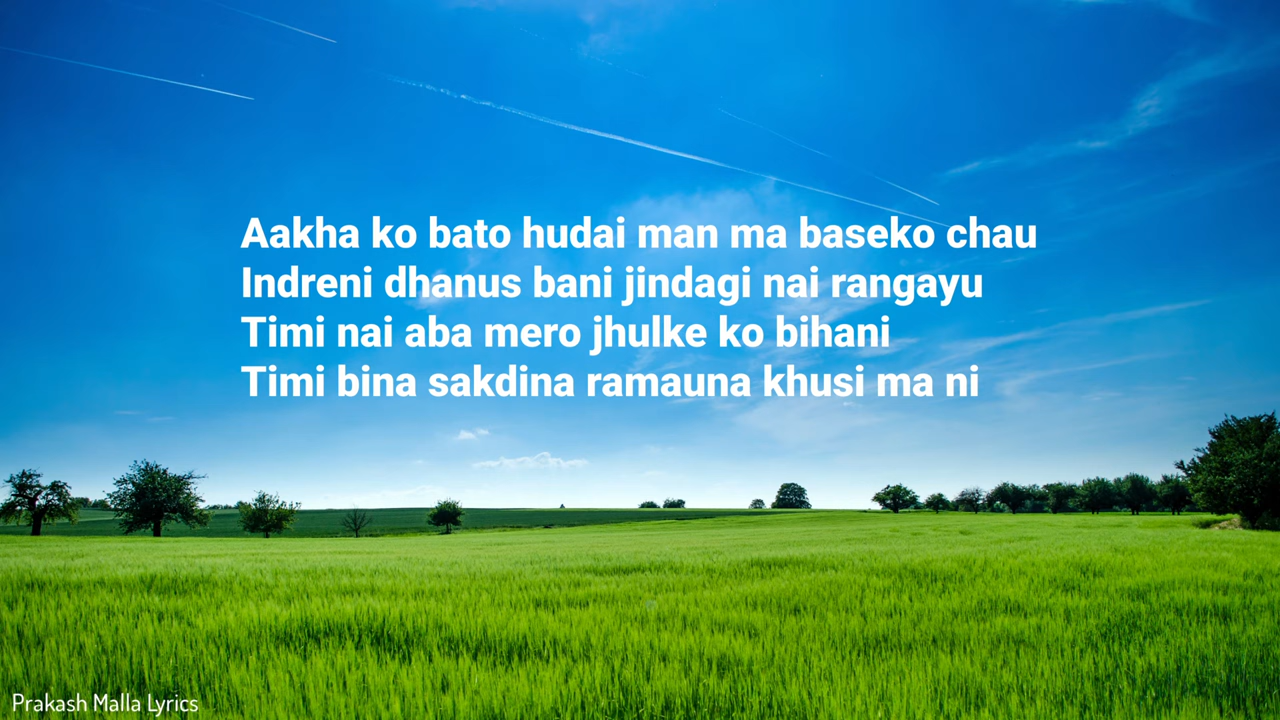 Aakha ko bato hudai man ma baseko chau
Indreni dhanus bani jindagi nai rangayu
Timi nai aba mero jhulke ko bihani
Timi bina sakdina ramauna khusi ma ni
Prakash Malla Lyrics